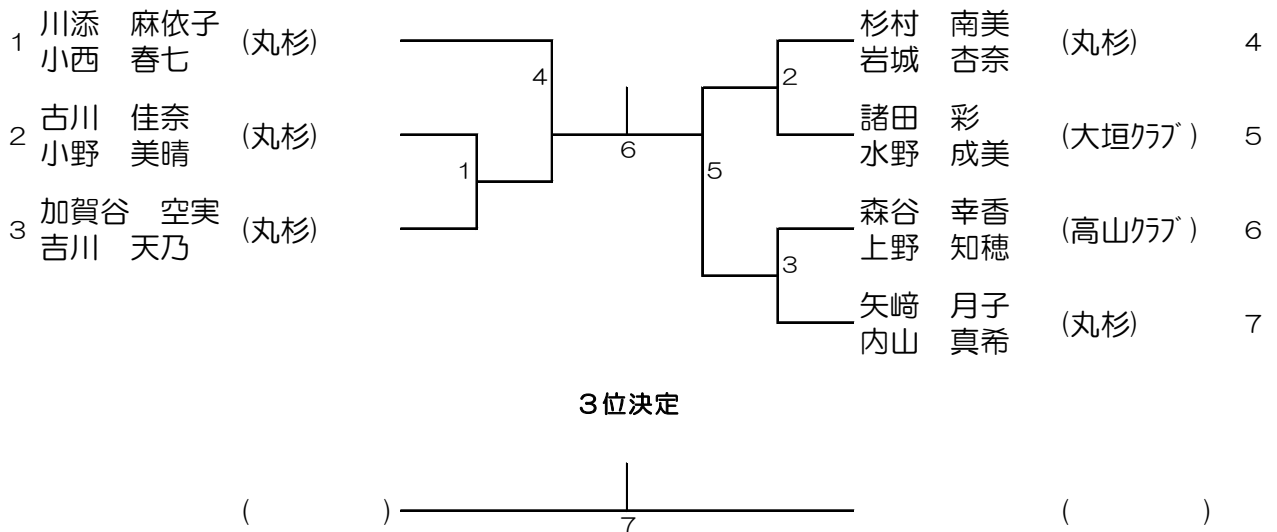 1 川添 麻依子 (丸杉)
小西 春七
2 古川 佳奈 (丸杉)
小野 美晴
3 加賀谷 空実 (丸杉)
吉川 天乃
4
1
6
2
5
3
杉村 南美 (丸杉) 4
岩城 杏奈
諸田 彩 (大垣ｸﾗﾌﾞ) 5
水野 成美
森谷 幸香 (高山ｸﾗﾌﾞ) 6
上野 知穂
矢﨑 月子 (丸杉) 7
内山 真希
３位決定
( ) 7 ( )